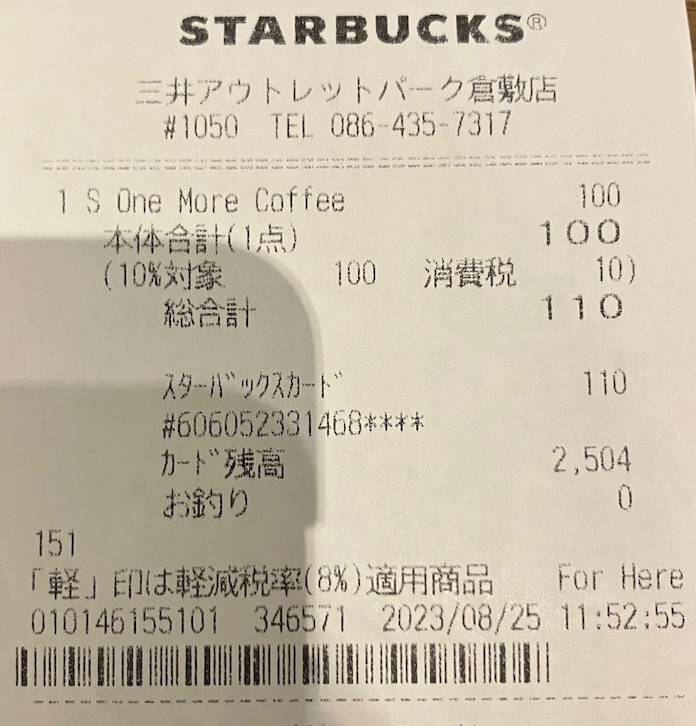 STARBUCKS®
三井アウトレットパーク倉敷店
#1050 TEL 086-435-7317
1 S One More Coffee 100
本体合計(1点) 100
(10%対象 100 消費税 10)
総合計 110
ｽﾀｰﾊﾞｯｸｽｶｰﾄﾞ 110
#606052331468****
ｶｰﾄﾞ残高 2,504
お釣り 0
151
「軽」印は軽減税率(8%)適用商品 For Here
010146155101 346571 2023/08/25 11:52:55